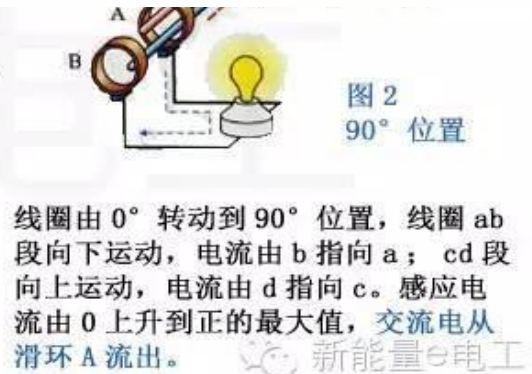 A
B
图 2
90° 位置
线圈由 0° 转动到 90° 位置，线圈 ab
段向下运动，电流由 b 指向 a； cd 段
向上运动，电流由 d 指向 c。感应电
流由 0 上升到正的最大值，交流电从
滑环 A 流出。
新能量e电工